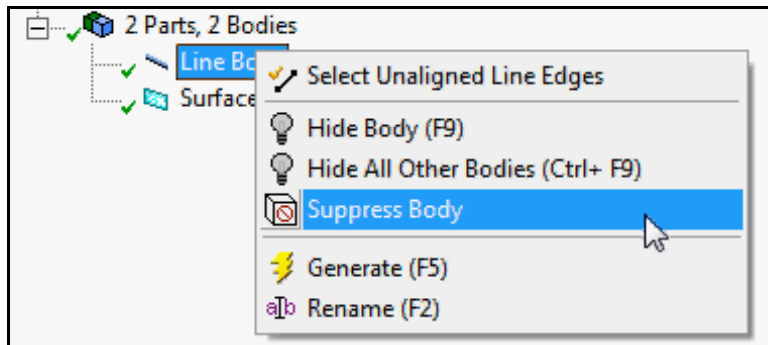 2 Parts, 2 Bodies
Line Bo
Surface
Select Unaligned Line Edges
Hide Body (F9)
Hide All Other Bodies (Ctrl+ F9)
Suppress Body
Generate (F5)
a b Rename (F2)